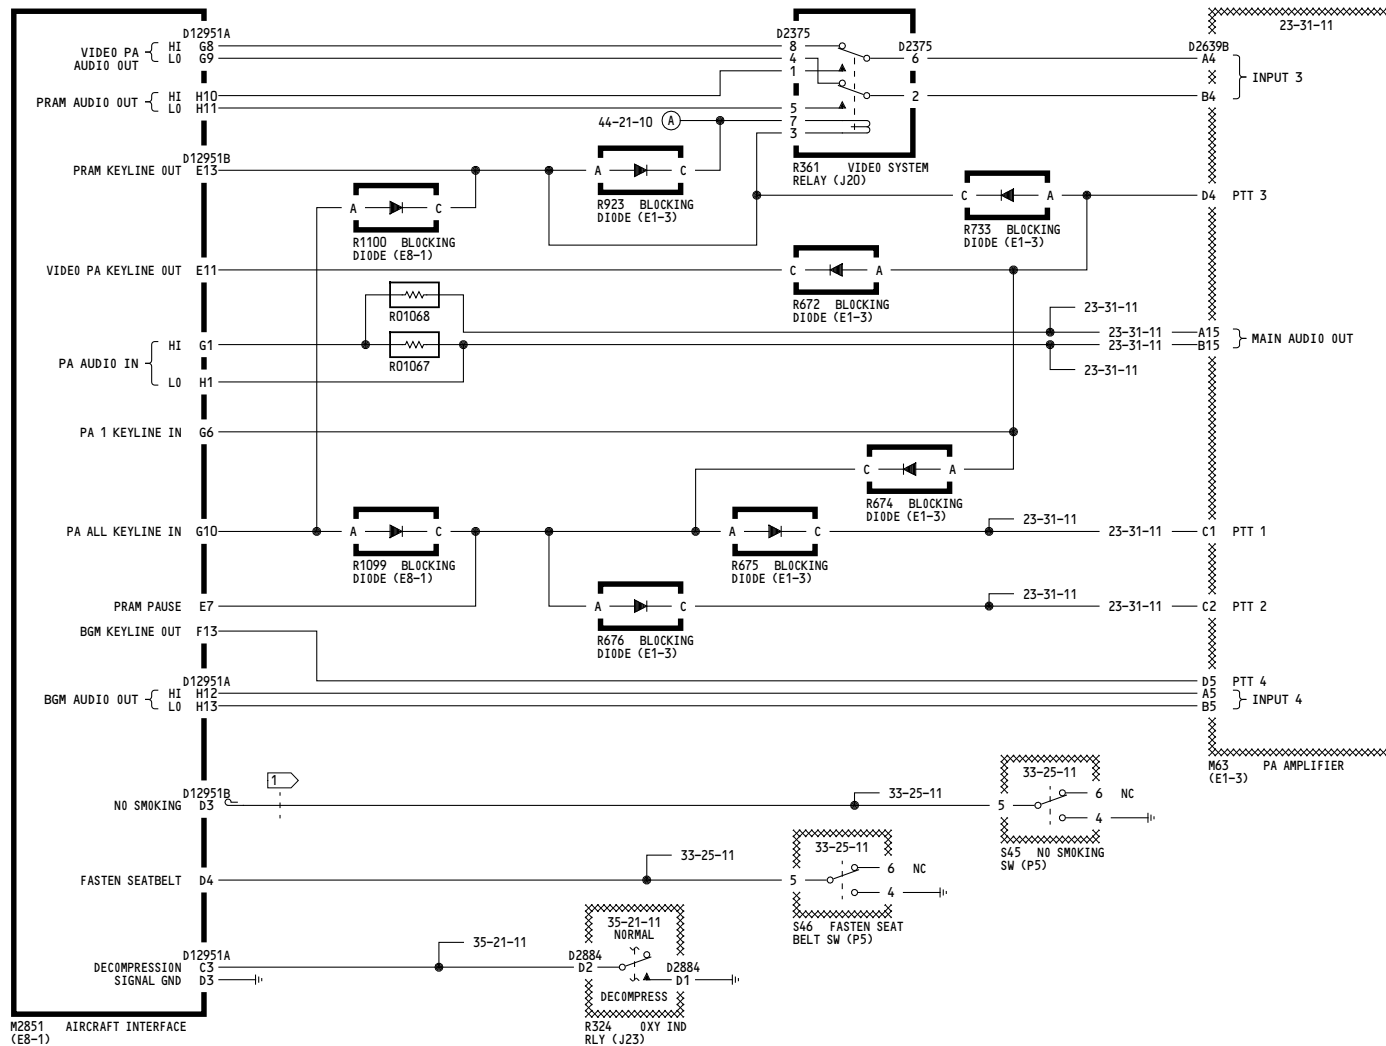 23-31-11
D12951A D2375 D2375 D2639B
VIDEO PA AUDIO OUT HI G8 8 6 A4
LO G9 4 INPUT 3
1
PRAM AUDIO OUT HI H10 2 B4
LO H11 5
44-21-10 A 7
3
D12951B
PRAM KEYLINE OUT E13 A C
R361 VIDEO SYSTEM
RELAY (J20)
R923 BLOCKING
DIODE (E1-3)
C A D4 PTT 3
A C
R733 BLOCKING
DIODE (E1-3)
R1100 BLOCKING
DIODE (E8-1)
VIDEO PA KEYLINE OUT E11 C A
R672 BLOCKING
DIODE (E1-3)
R01068
23-31-11
23-31-11 A15
PA AUDIO IN HI G1 23-31-11 B15 MAIN AUDIO OUT
R01067
23-31-11
LO H1
PA 1 KEYLINE IN G6
C A
R674 BLOCKING
DIODE (E1-3)
23-31-11
PA ALL KEYLINE IN G10 A C A C 23-31-11 C1 PTT 1
R1099 BLOCKING
DIODE (E8-1)
R675 BLOCKING
DIODE (E1-3)
23-31-11
PRAM PAUSE E7 A C 23-31-11 C2 PTT 2
BGM KEYLINE OUT F13
R676 BLOCKING
DIODE (E1-3)
D12951A D5 PTT 4
BGM AUDIO OUT HI H12 A5 INPUT 4
LO H13 B5
M63 PA AMPLIFIER
(E1-3)
1
33-25-11
D12951B 33-25-11 6 NC
NO SMOKING D3 5
4
S45 NO SMOKING
SW (P5)
33-25-11
33-25-11
6 NC
FASTEN SEATBELT D4 5
4
S46 FASTEN SEAT
BELT SW (P5)
35-21-11
NORMAL
35-21-11
D12951A D2884 D2884
DECOMPRESSION C3 D2
SIGNAL GND D3 D1
DECOMPRESS
R324 OXY IND
RLY (J23)
M2851 AIRCRAFT INTERFACE
(E8-1)